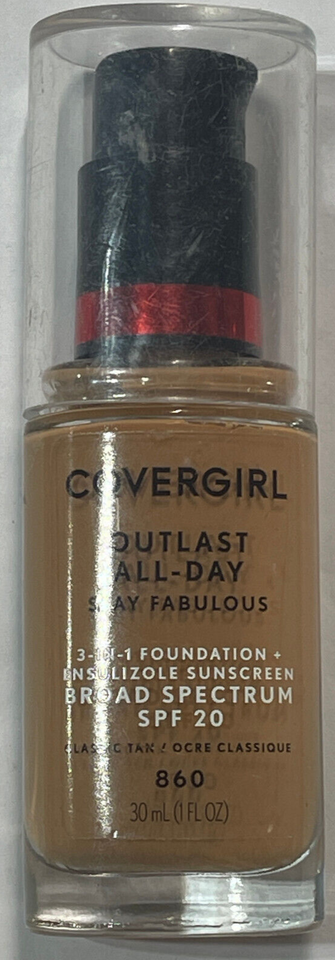 COVERGIRL
OUTLAST
ALL-DAY
STAY FABULOUS
3-IN-1 FOUNDATION +
ENSULIZOLE SUNSCREEN
BROAD SPECTRUM
SPF 20
CLASSIC TAN / OCRE CLASSIQUE
860
30 mL (1 FL OZ)